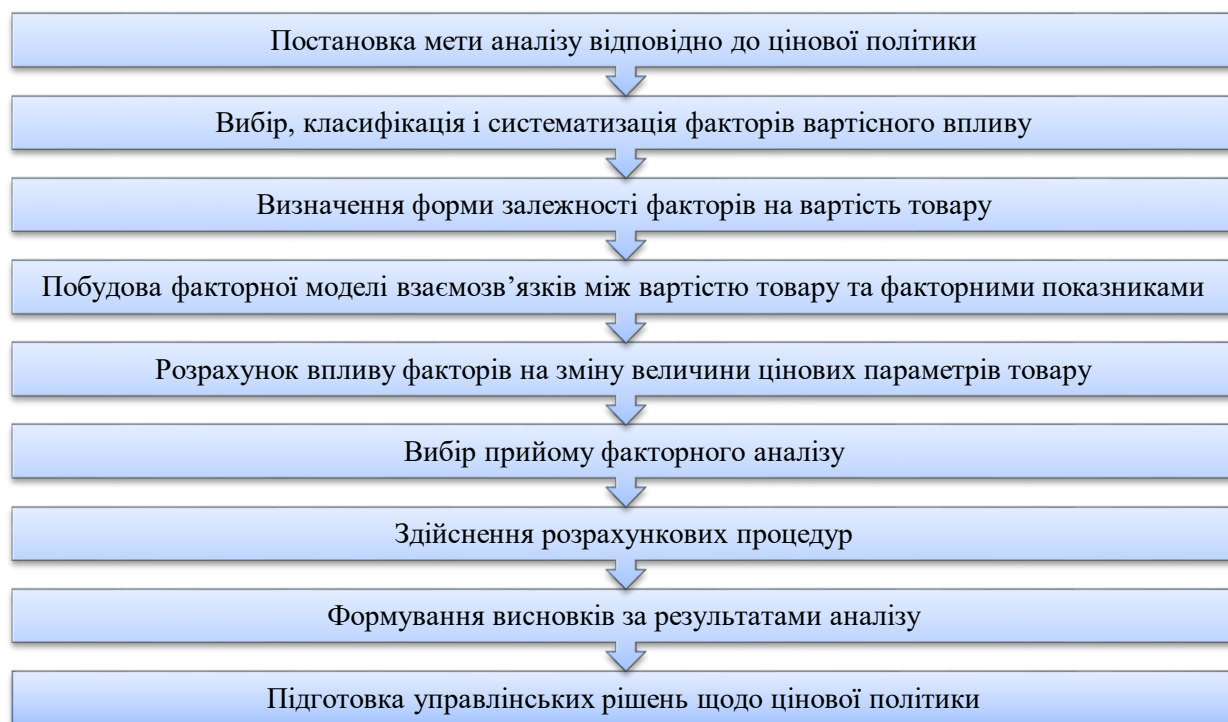 Постановка мети аналізу відповідно до цінової політики
Вибір, класифікація і систематизація факторів вартісного впливу
Визначення форми залежності факторів на вартість товару
Побудова факторної моделі взаємозв’язків між вартістю товару та факторними показниками
Розрахунок впливу факторів на зміну величини цінових параметрів товару
Вибір прийому факторного аналізу
Здійснення розрахункових процедур
Формування висновків за результатами аналізу
Підготовка управлінських рішень щодо цінової політики